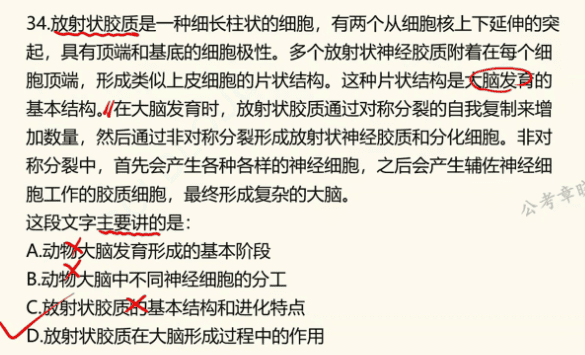 34.放射状胶质是一种细长柱状的细胞，有两个从细胞核上下延伸的突
起，具有顶端和基底的细胞极性。多个放射状神经胶质附着在每个细
胞顶端，形成类似上皮细胞的片状结构。这种片状结构是大脑发育的
基本结构。在大脑发育时，放射状胶质通过对称分裂的自我复制来增
加数量，然后通过非对称分裂形成放射状神经胶质和分化细胞。非对
称分裂中，首先会产生各种各样的神经细胞，之后会产生辅佐神经细
胞工作的胶质细胞，最终形成复杂的大脑。
公考章
这段文字主要讲的是：
A.动物大脑发育形成的基本阶段
B.动物大脑中不同神经细胞的分工
C.放射状胶质的基本结构和进化特点
D.放射状胶质在大脑形成过程中的作用